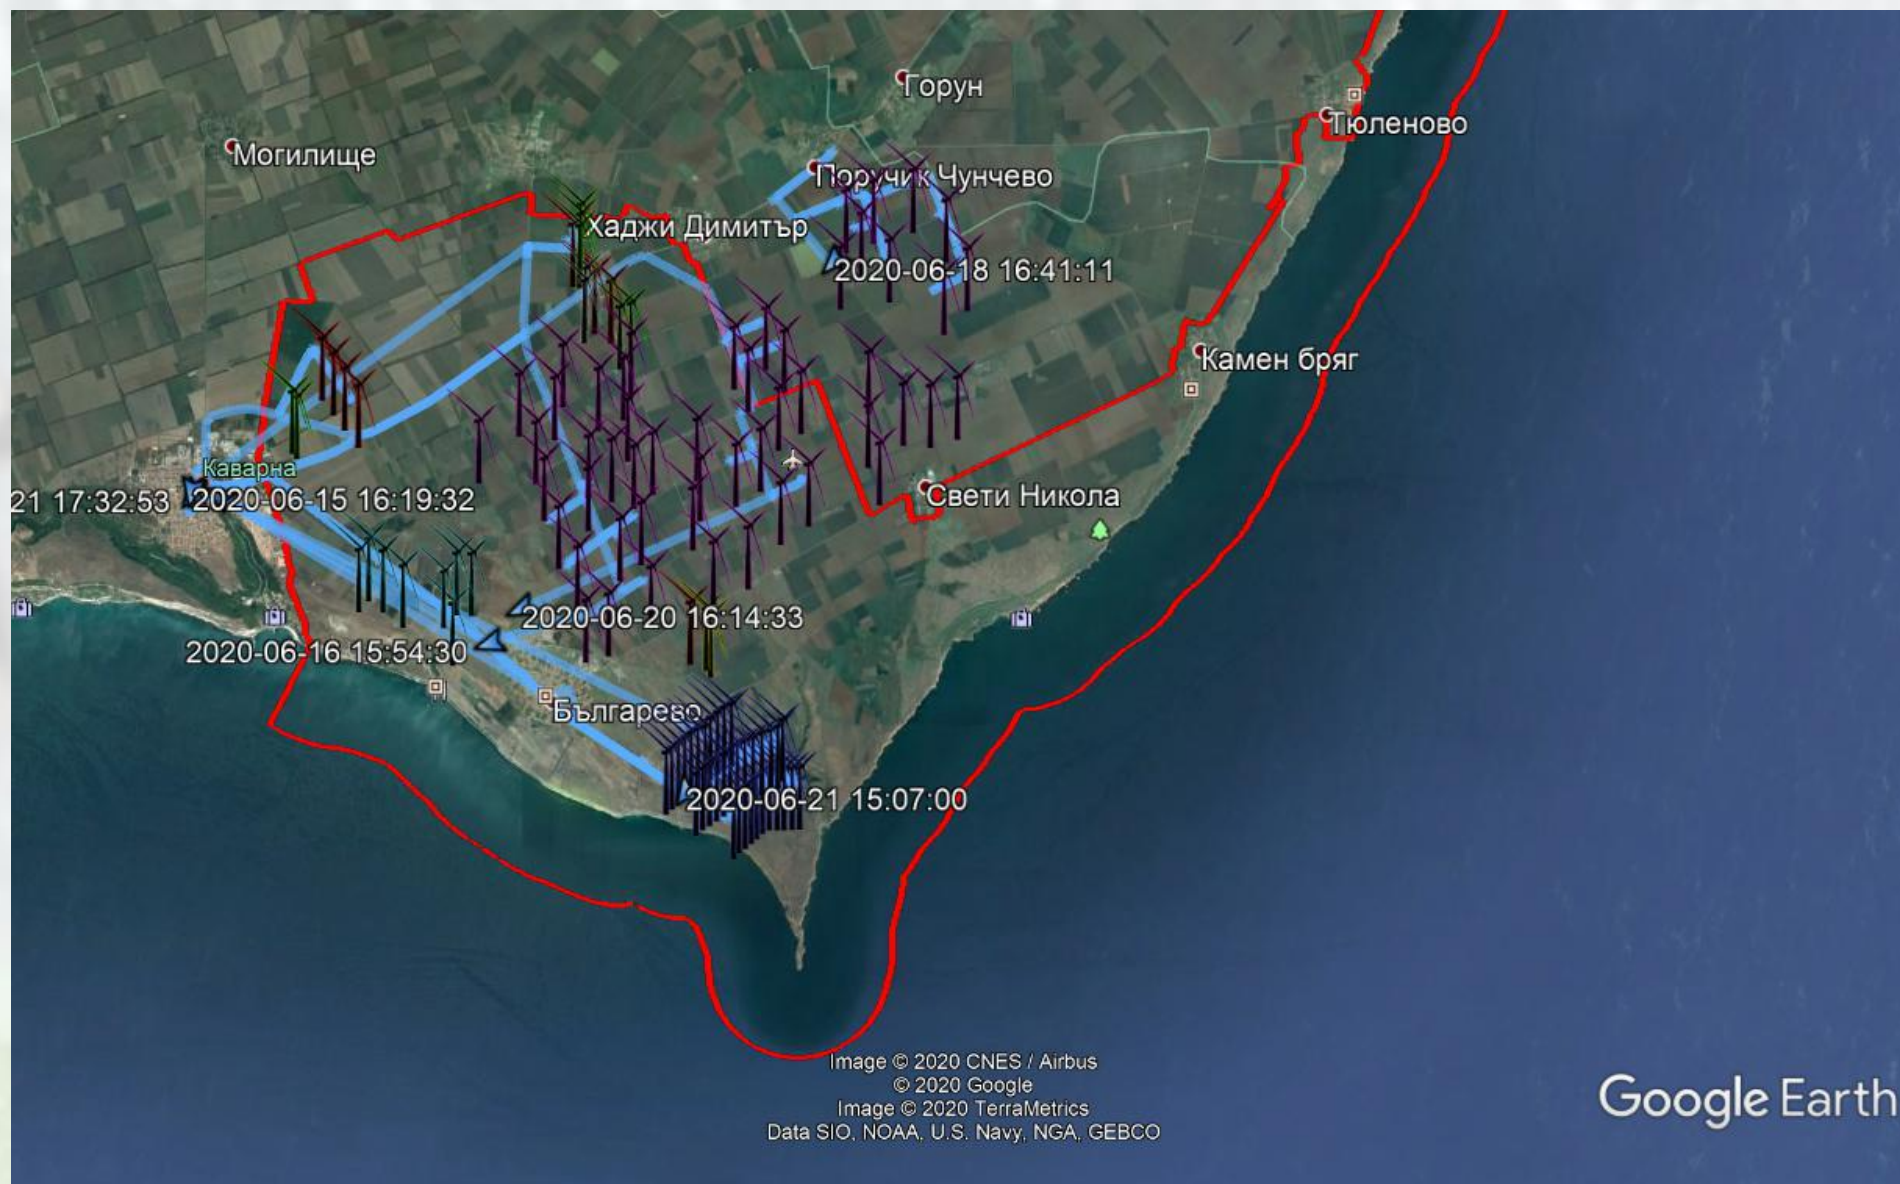 Горун
Тюленово
Могилище
Поручик Чунчево
Хаджи Димитър
2020-06-18 16:41:11
Камен бряг
Каварна
21 17:32:53
2020-06-15 16:19:32
Свети Никола
2020-06-20 16:14:33
2020-06-16 15:54:30
Българево
2020-06-21 15:07:00
Image © 2020 CNES / Airbus
© 2020 Google
Image © 2020 TerraMetrics
Data SIO, NOAA, U.S. Navy, NGA, GEBCO
Google Earth